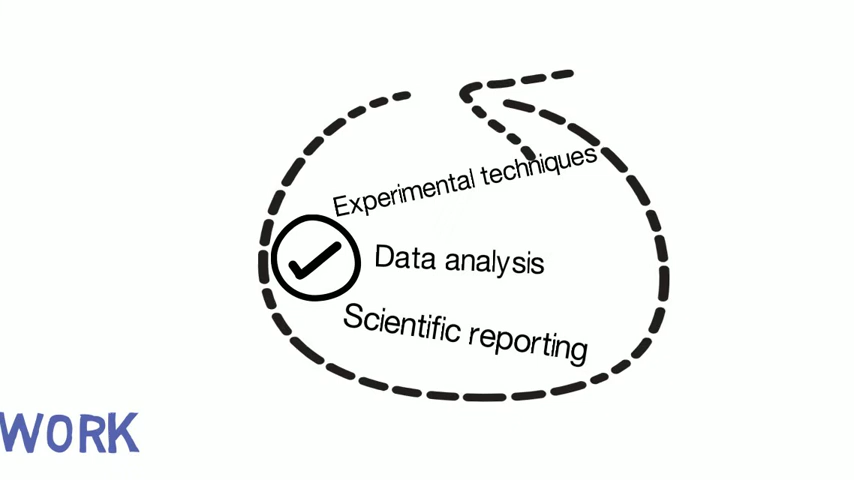 Experimental techniques
Data analysis
Scientific reporting
WORK